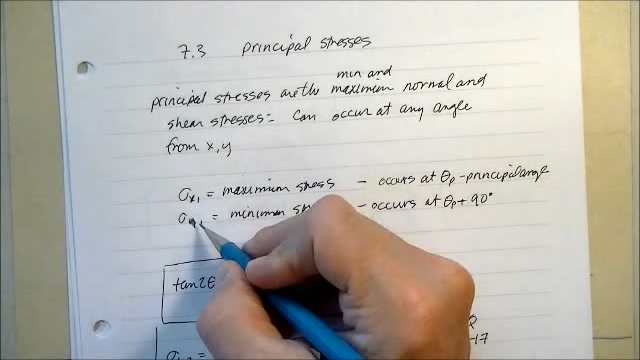 7.3 principal stresses
min and
principal stresses are the maximum normal and
shear stresses - can occur at any angle
from x,y
σx₁ = maximum stress - occurs at θp - principal angle
= minimum - occurs at θp + 90°
tan2θ
-17